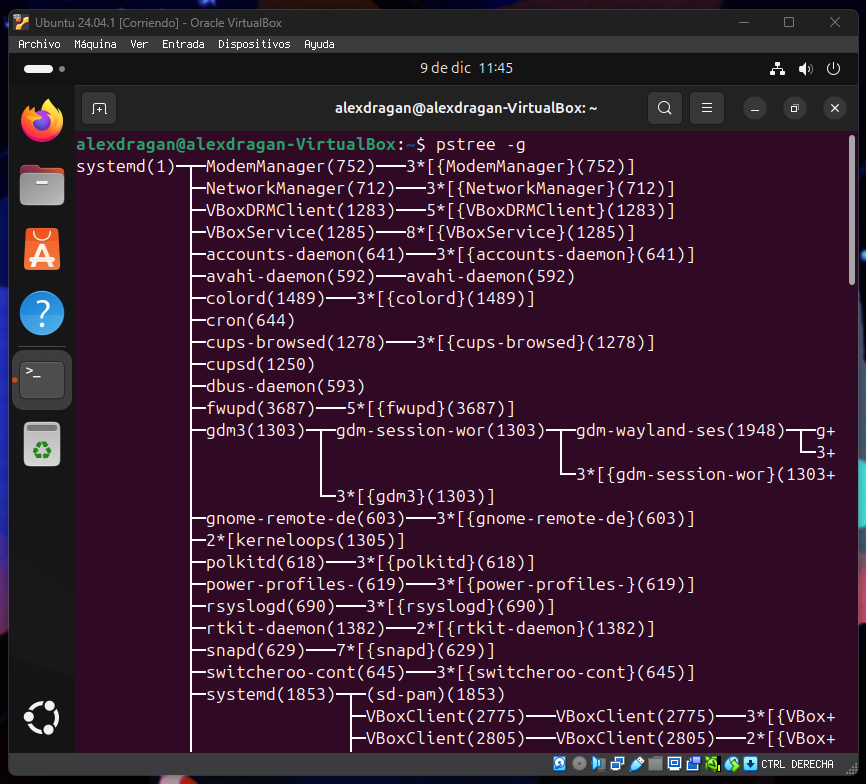 Ubuntu 24.04.1 [Corriendo] - Oracle VirtualBox
Archivo Máquina Ver Entrada Dispositivos Ayuda
9 de dic 11:45
alexdragan@alexdragan-VirtualBox: ~
alexdragan@alexdragan-VirtualBox:~$ pstree -g
systemd(1)─┬─ModemManager(752)───3*[{ModemManager}(752)]
├─NetworkManager(712)───3*[{NetworkManager}(712)]
├─VBoxDRMClient(1283)───5*[{VBoxDRMClient}(1283)]
├─VBoxService(1285)───8*[{VBoxService}(1285)]
├─accounts-daemon(641)───3*[{accounts-daemon}(641)]
├─avahi-daemon(592)───avahi-daemon(592)
├─colord(1489)───3*[{colord}(1489)]
├─cron(644)
├─cups-browsed(1278)───3*[{cups-browsed}(1278)]
├─cupsd(1250)
├─dbus-daemon(593)
├─fwupd(3687)───5*[{fwupd}(3687)]
├─gdm3(1303)─┬─gdm-session-wor(1303)─┬─gdm-wayland-ses(1948)─┬─g+
│ │ │ └─3+
│ │ └─3*[{gdm-session-wor}(1303+
│ └─3*[{gdm3}(1303)]
├─gnome-remote-de(603)───3*[{gnome-remote-de}(603)]
├─2*[kerneloops(1305)]
├─polkitd(618)───3*[{polkitd}(618)]
├─power-profiles-(619)───3*[{power-profiles-}(619)]
├─rsyslogd(690)───3*[{rsyslogd}(690)]
├─rtkit-daemon(1382)───2*[{rtkit-daemon}(1382)]
├─snapd(629)───7*[{snapd}(629)]
├─switcheroo-cont(645)───3*[{switcheroo-cont}(645)]
├─systemd(1853)─┬─(sd-pam)(1853)
│ ├─VBoxClient(2775)───VBoxClient(2775)───3*[{VBox+
│ ├─VBoxClient(2805)───VBoxClient(2805)───2*[{VBox+
CTRL DERECHA